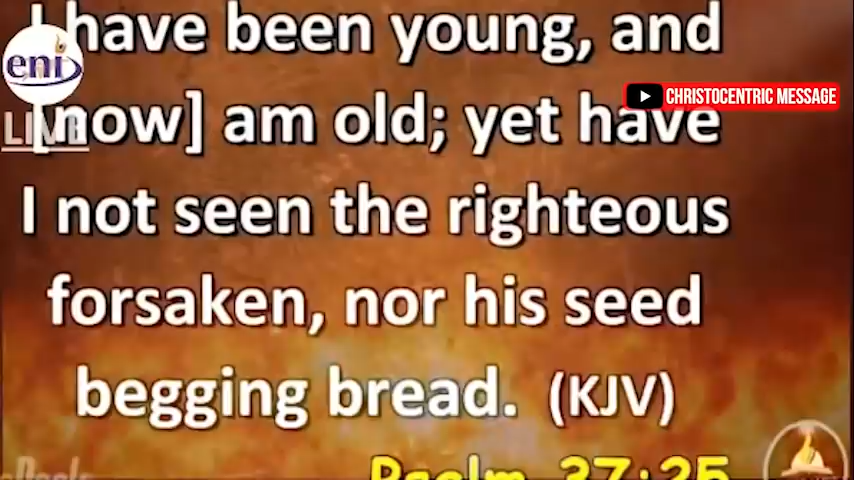 I have been young, and
eni
CHRISTOCENTRIC MESSAGE
LIVE
[now] am old; yet have
I not seen the righteous
forsaken, nor his seed
begging bread. (KJV)
Psalm 37:25